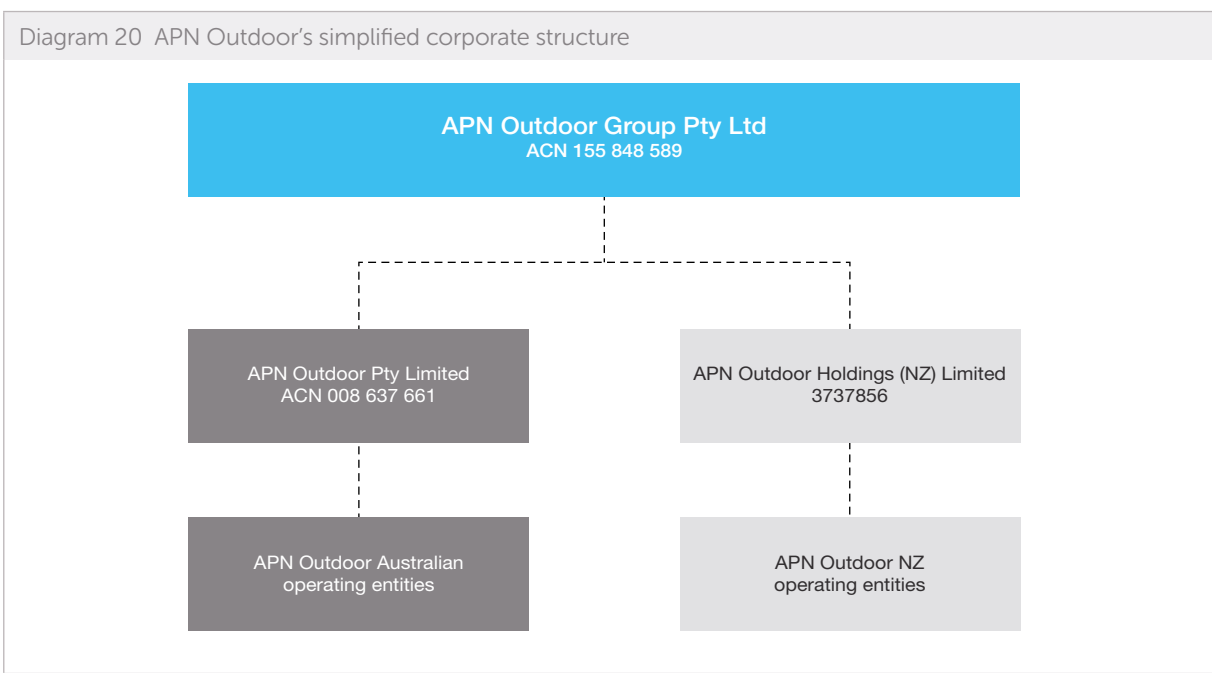 Diagram 20 APN Outdoor's simplified corporate structure
APN Outdoor Group Pty Ltd
ACN 155 848 589
APN Outdoor Pty Limited
ACN 008 637 661
APN Outdoor Holdings (NZ) Limited
3737856
APN Outdoor Australian
operating entities
APN Outdoor NZ
operating entities